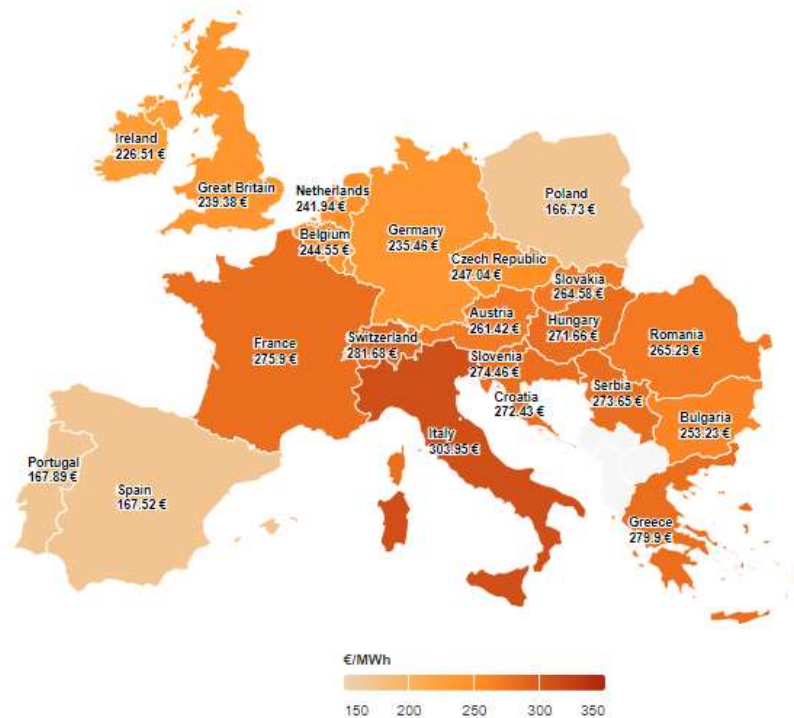 Ireland
226.51 €
Great Britain
239.38 €
Netherlands
241.94 €
Belgium
244.55 €
Germany
235.46 €
Poland
166.73 €
Czech Republic
247.04 €
Slovakia
264.58 €
Austria
261.42 €
Hungary
271.66 €
Romania
265.29 €
France
275.9 €
Switzerland
281.68 €
Slovenia
274.46 €
Croatia
272.43 €
Serbia
273.65 €
Bulgaria
253.23 €
Italy
303.95 €
Portugal
167.89 €
Spain
167.52 €
Greece
279.9 €
€/MWh
150 200 250 300 350